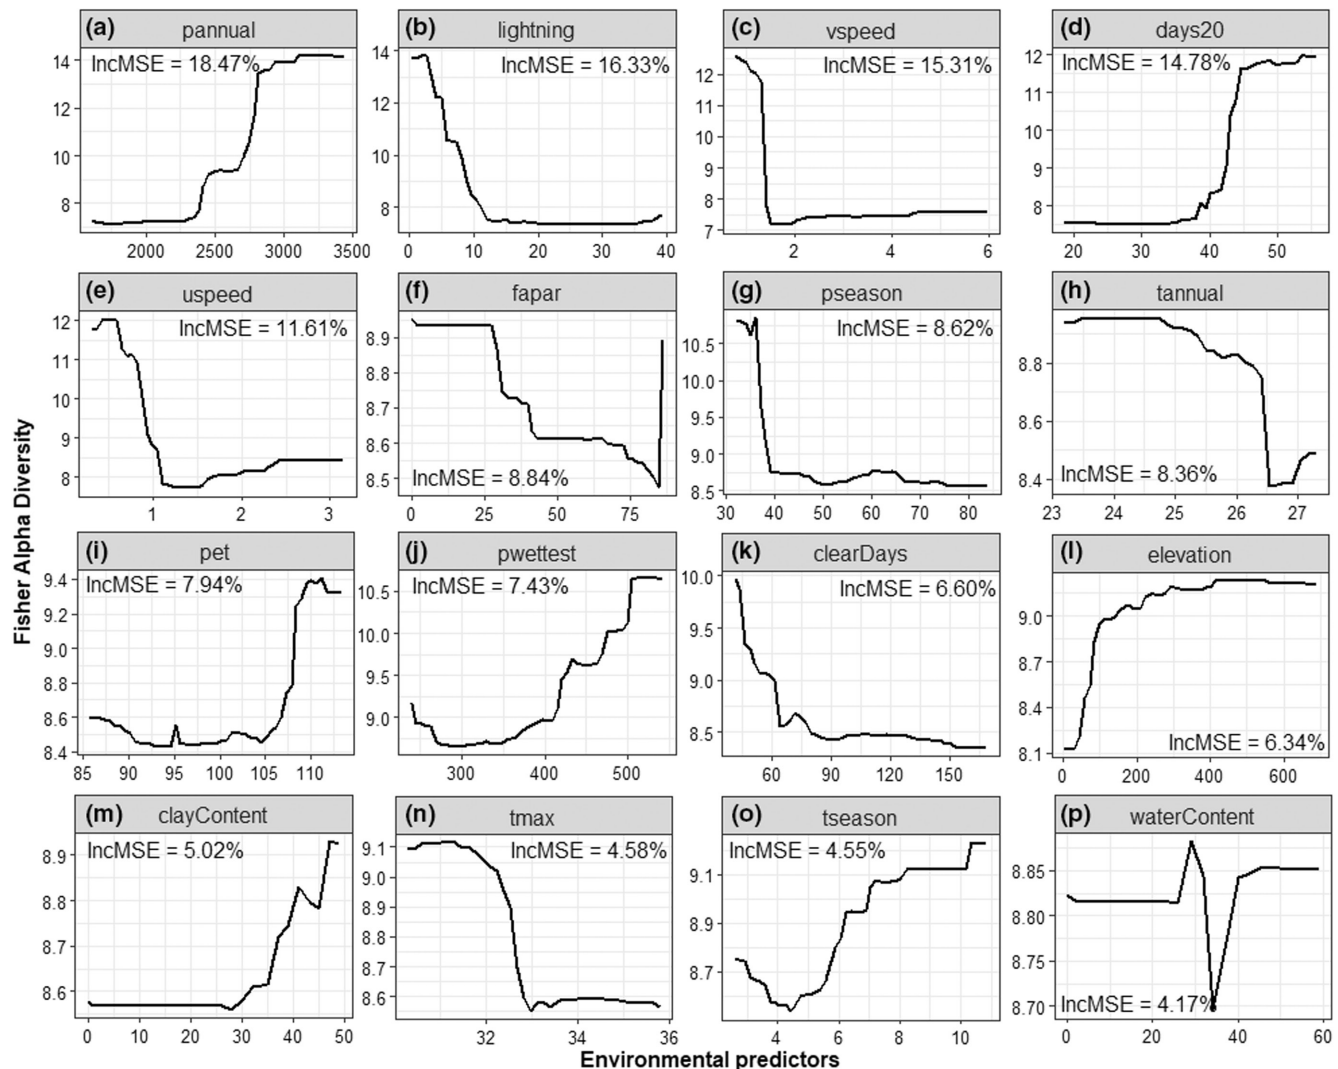 (a) pannual
IncMSE = 18.47%
14
12
10
8
2000 2500 3000 3500
(b) lightning
IncMSE = 16.33%
14
12
10
8
0 10 20 30 40
(c) vspeed
IncMSE = 15.31%
12
11
10
9
8
7
2 4 6
(d) days20
IncMSE = 14.78%
12
11
10
9
8
20 30 40 50
(e) uspeed
IncMSE = 11.61%
12
11
10
9
8
1 2 3
(f) fapar
8.9
8.8
8.7
8.6
8.5
IncMSE = 8.84%
0 25 50 75
(g) pseason
IncMSE = 8.62%
10.5
10.0
9.5
9.0
8.5
30 40 50 60 70 80
(h) tannual
8.8
8.6
8.4
IncMSE = 8.36%
23 24 25 26 27
Fisher Alpha Diversity
(i) pet
IncMSE = 7.94%
9.4
9.2
9.0
8.8
8.6
8.4
85 90 95 100 105 110
(j) pwettest
IncMSE = 7.43%
10.5
10.0
9.5
9.0
300 400 500
(k) clearDays
IncMSE = 6.60%
10.0
9.5
9.0
8.5
60 90 120 150
(l) elevation
9.0
8.7
8.4
8.1
IncMSE = 6.34%
0 200 400 600
(m) clayContent
IncMSE = 5.02%
8.9
8.8
8.7
8.6
0 10 20 30 40 50
(n) tmax
IncMSE = 4.58%
9.1
9.0
8.9
8.8
8.7
8.6
32 34 36
(o) tseason
IncMSE = 4.55%
9.1
8.9
8.7
4 6 8 10
(p) waterContent
8.85
8.80
8.75
8.70
IncMSE = 4.17%
0 20 40 60
Environmental predictors